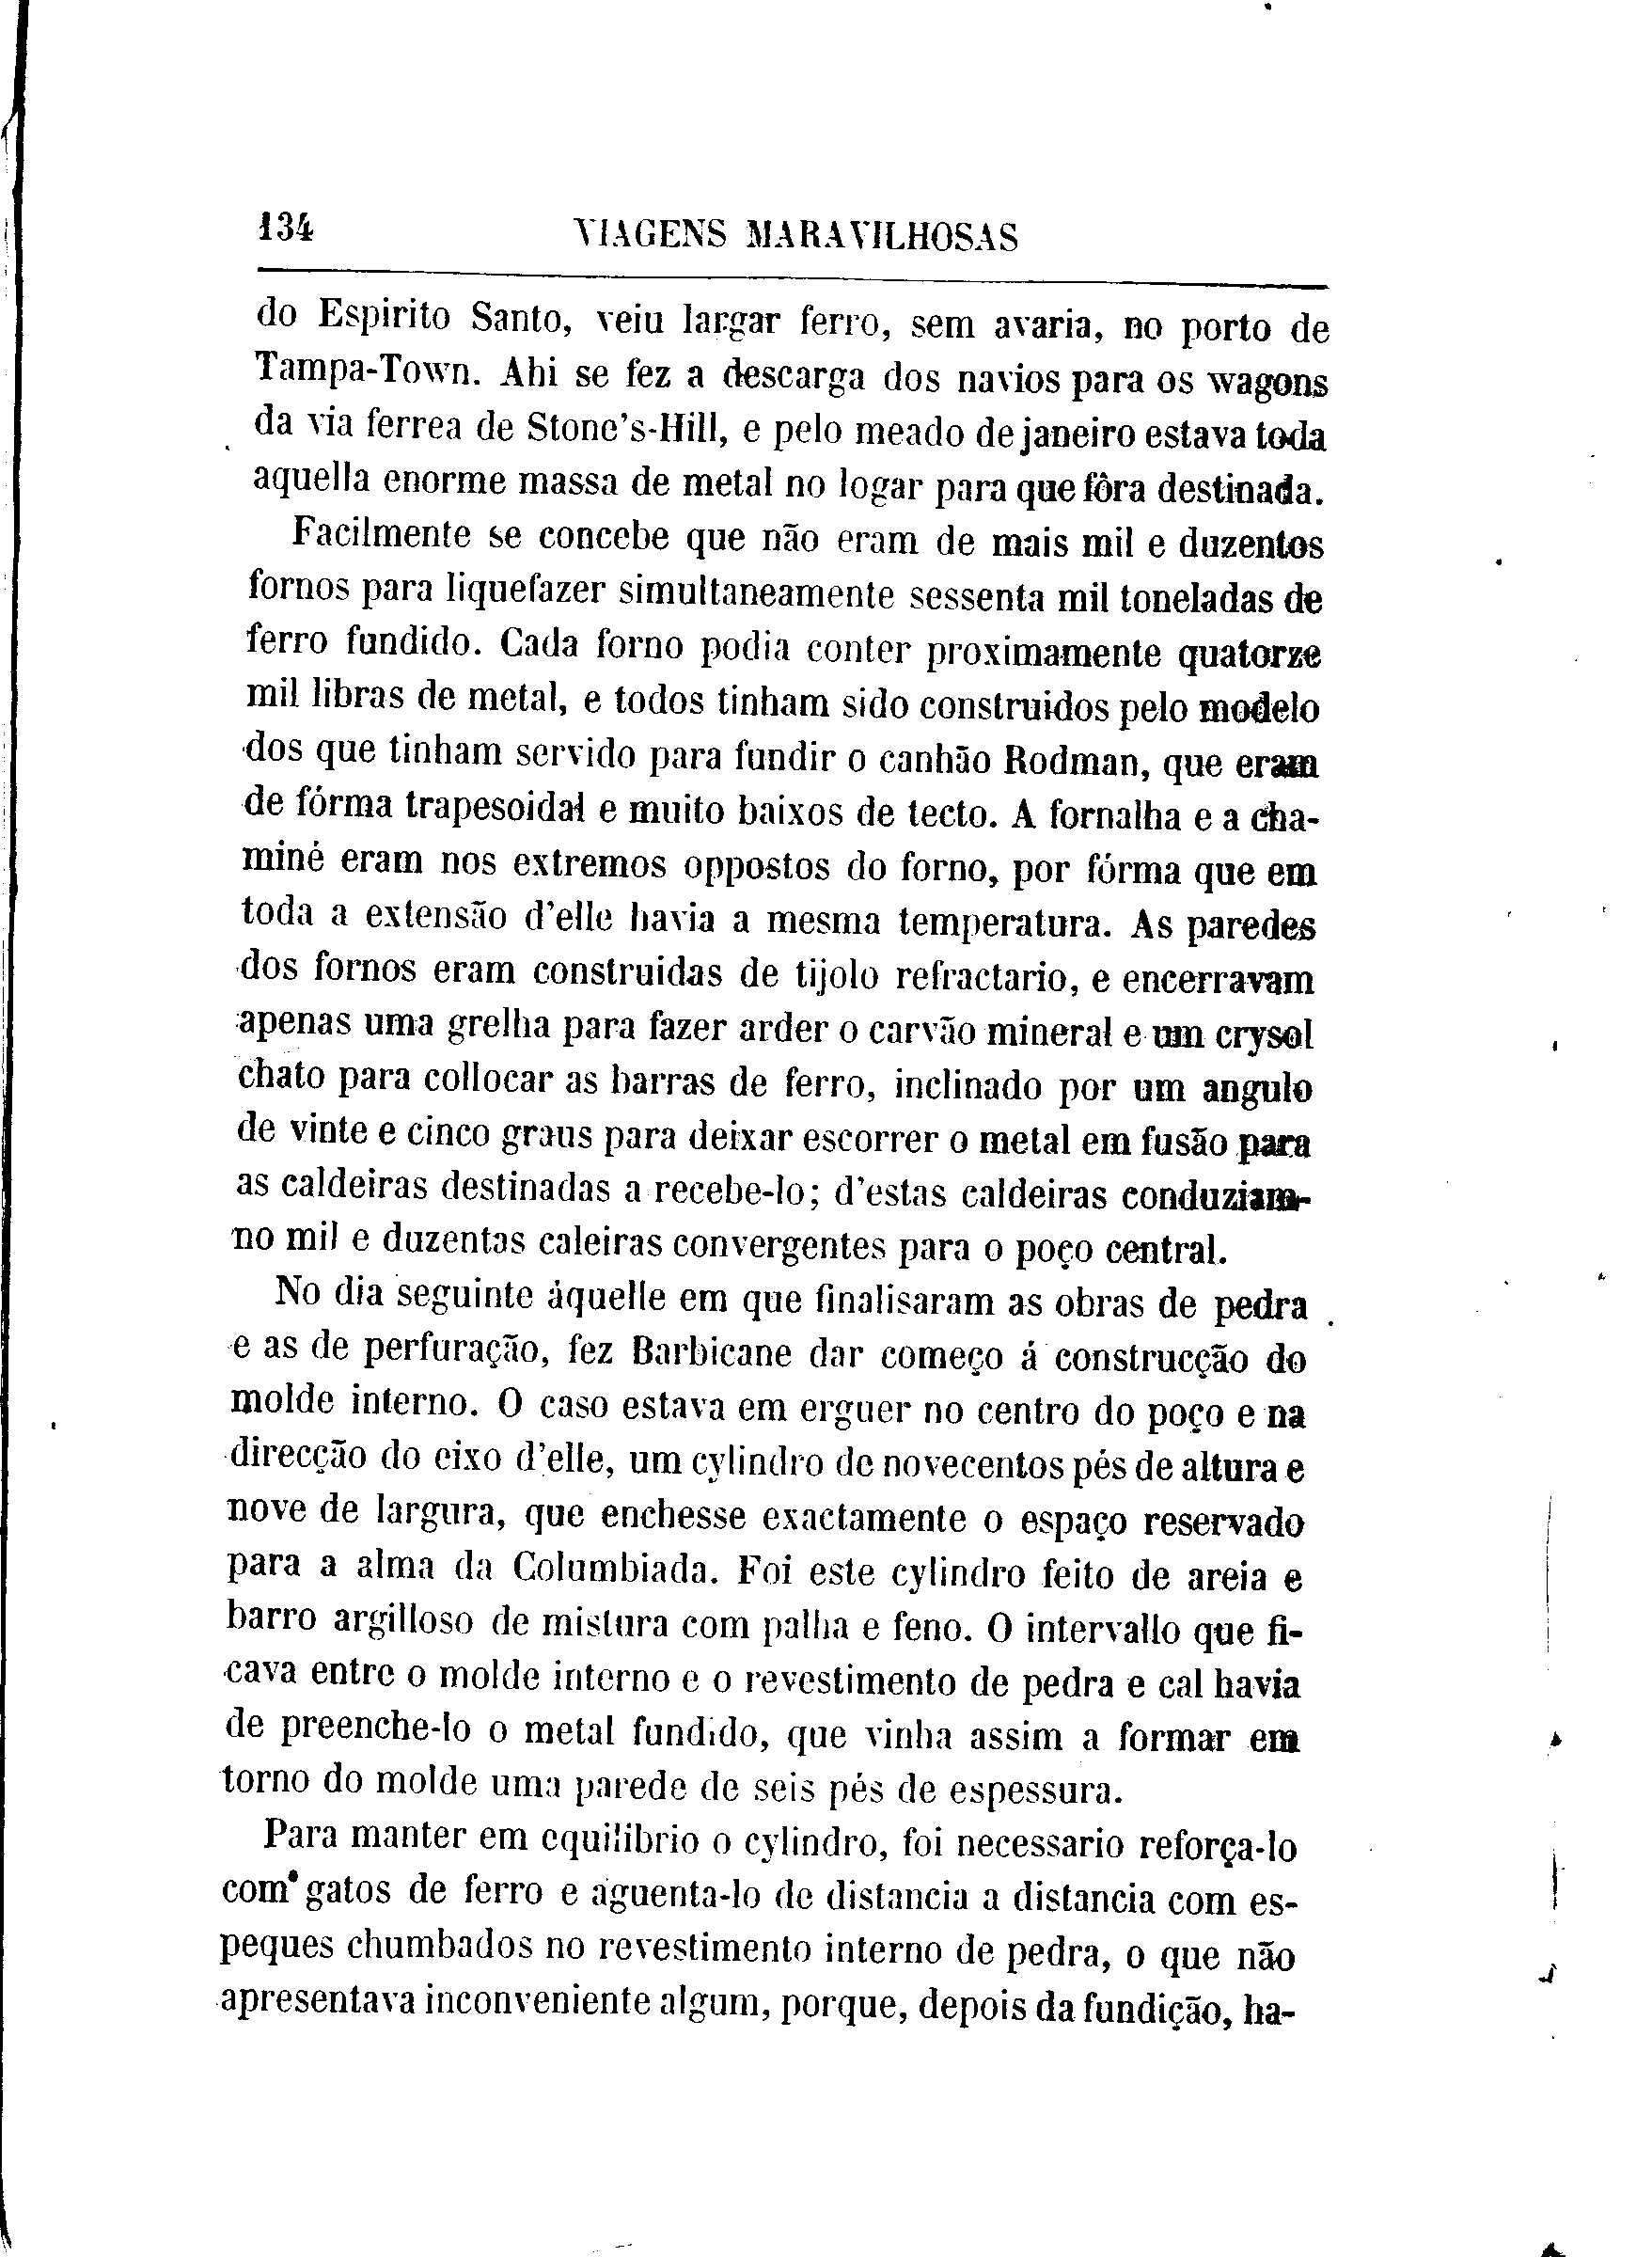 134
VIAGENS MARAVILHOSAS
do Espirito Santo, veiu largar ferro, sem avaria, no porto de
Tampa-Town. Ahi se fez a descarga dos navios para os wagons
da via ferrea de Stone's-Hill, e pelo meado de janeiro estava toda
aquella enorme massa de metal no logar para que fôra destinada.
Facilmente se concebe que não eram de mais mil e duzentos
fornos para liquefazer simultaneamente sessenta mil toneladas de
ferro fundido. Cada forno podia conter proximamente quatorze
mil libras de metal, e todos tinham sido construidos pelo modelo
dos que tinham servido para fundir o canhão Rodman, que eram
de fórma trapesoidal e muito baixos de tecto. A fornalha e a cha-
miné eram nos extremos oppostos do forno, por fórma que em
toda a extensão d'elle havia a mesma temperatura. As paredes
dos fornos eram construidas de tijolo refractario, e encerravam
apenas uma grelha para fazer arder o carvão mineral e um crysol
chato para collocar as barras de ferro, inclinado por um angulo
de vinte e cinco graus para deixar escorrer o metal em fusão para
as caldeiras destinadas a recebe-lo; d'estas caldeiras conduziam-
no mil e duzentas caleiras convergentes para o poço central.
No dia seguinte áquelle em que finalisaram as obras de pedra
e as de perfuração, fez Barbicane dar começo á construcção do
molde interno. O caso estava em erguer no centro do poço e na
direcção do eixo d'elle, um cylindro de novecentos pés de altura e
nove de largura, que enchesse exactamente o espaço reservado
para a alma da Columbiada. Foi este cylindro feito de areia e
barro argilloso de mistura com palha e feno. O intervallo que fi-
cava entre o molde interno e o revestimento de pedra e cal havia
de preenche-lo o metal fundido, que vinha assim a formar em
torno do molde uma parede de seis pés de espessura.
Para manter em equilibrio o cylindro, foi necessario reforça-lo
com gatos de ferro e aguenta-lo de distancia a distancia com es-
peques chumbados no revestimento interno de pedra, o que não
apresentava inconveniente algum, porque, depois da fundição, ha-